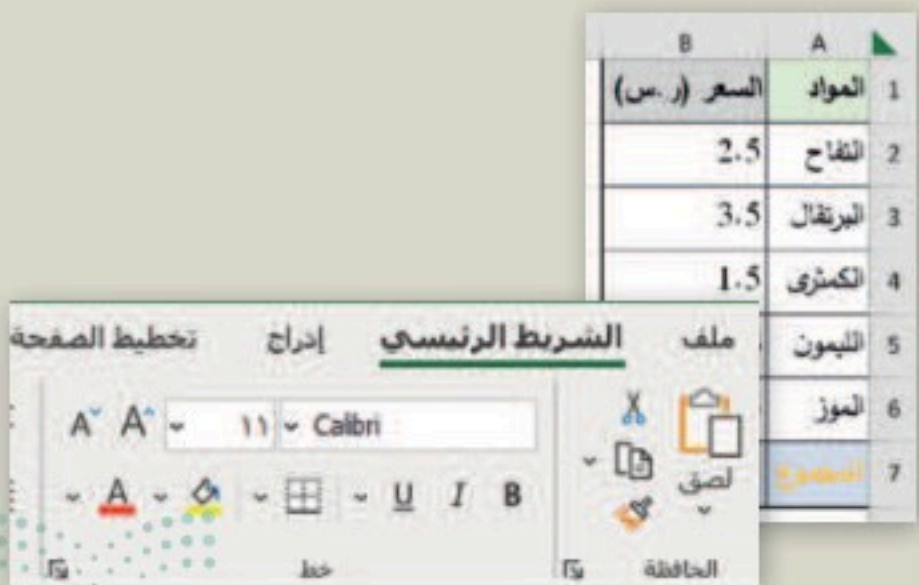 A B
1 المواد السعر (ر.س)
2 التفاح 2.5
3 البرتقال 3.5
4 الكمثرى 1.5
5 الليمون
6 الموز
7 المجموع
ملف الشريط الرئيسي إدراج تخطيط الصفحة
لصق Calibri ١١ A A
B I U A
الحافظة خط